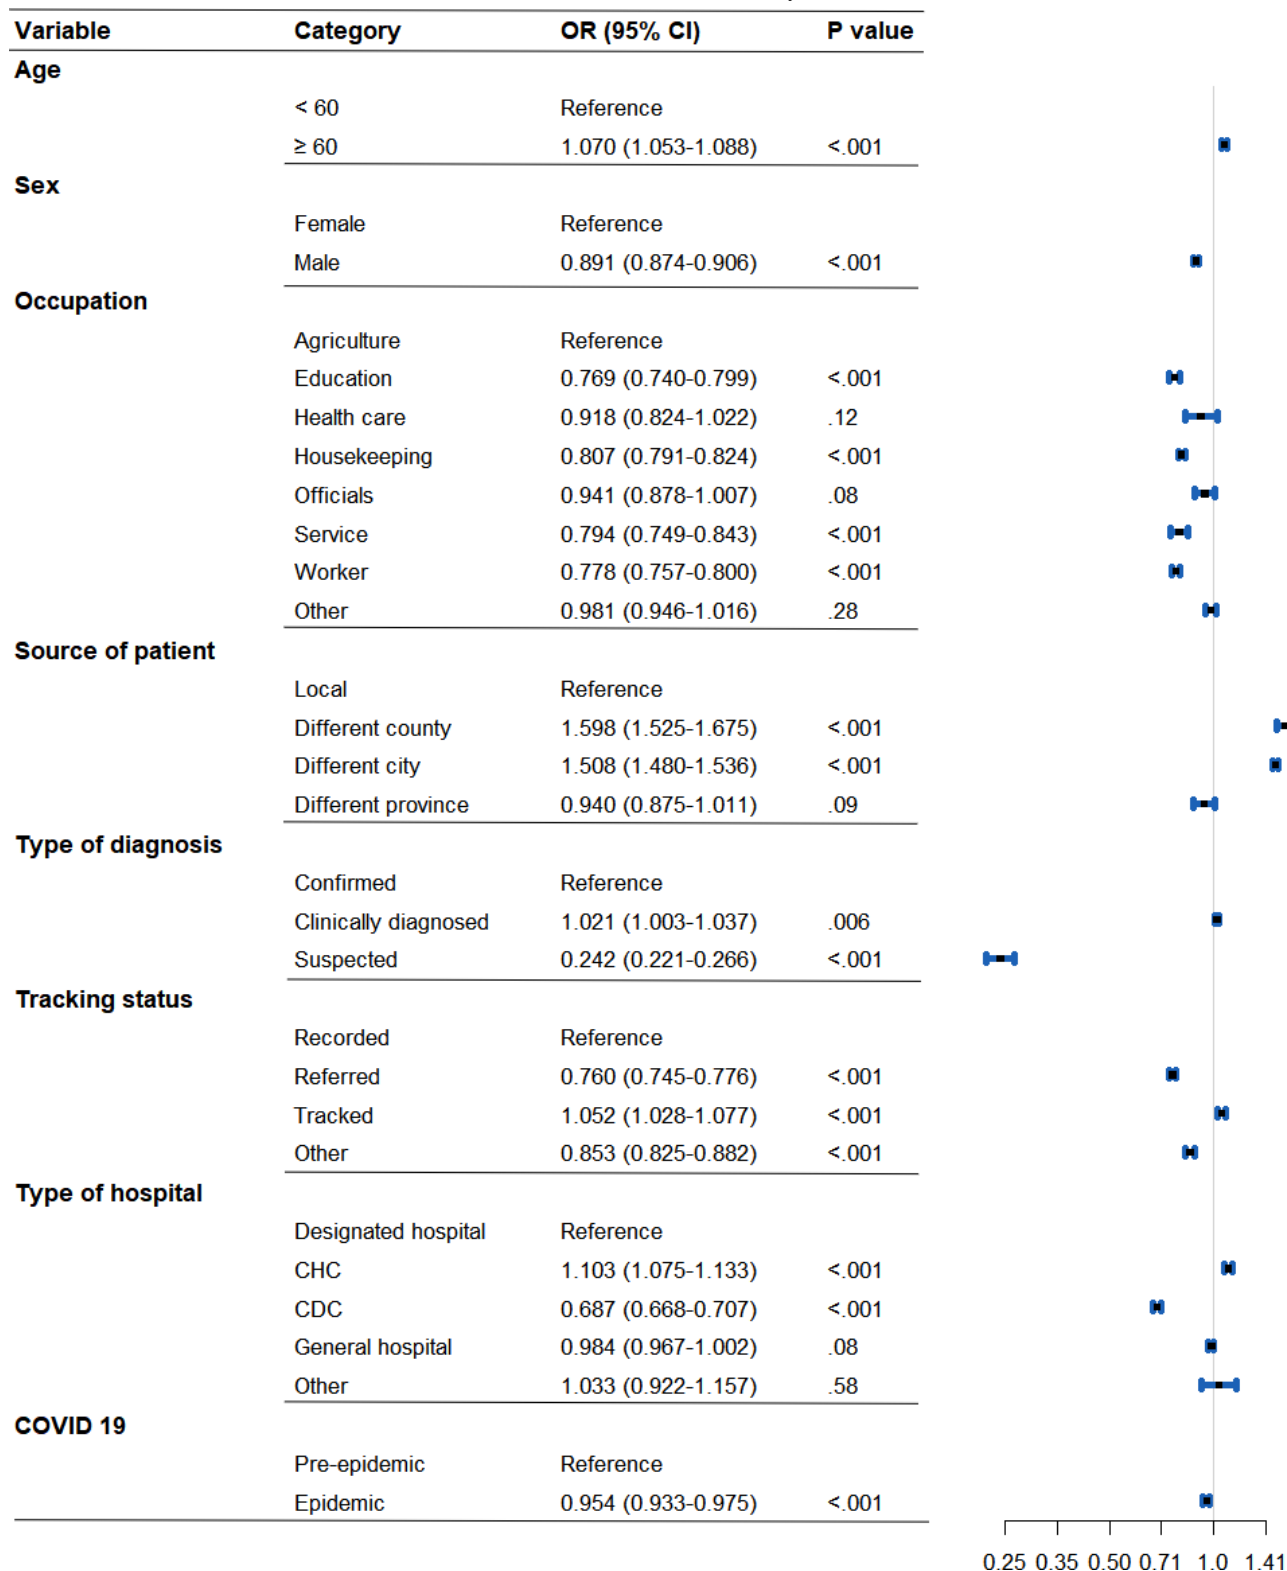 Variable Category OR (95% CI) P value
Age
< 60 Reference
≥ 60 1.070 (1.053-1.088) <.001
Sex
Female Reference
Male 0.891 (0.874-0.906) <.001
Occupation
Agriculture Reference
Education 0.769 (0.740-0.799) <.001
Health care 0.918 (0.824-1.022) .12
Housekeeping 0.807 (0.791-0.824) <.001
Officials 0.941 (0.878-1.007) .08
Service 0.794 (0.749-0.843) <.001
Worker 0.778 (0.757-0.800) <.001
Other 0.981 (0.946-1.016) .28
Source of patient
Local Reference
Different county 1.598 (1.525-1.675) <.001
Different city 1.508 (1.480-1.536) <.001
Different province 0.940 (0.875-1.011) .09
Type of diagnosis
Confirmed Reference
Clinically diagnosed 1.021 (1.003-1.037) .006
Suspected 0.242 (0.221-0.266) <.001
Tracking status
Recorded Reference
Referred 0.760 (0.745-0.776) <.001
Tracked 1.052 (1.028-1.077) <.001
Other 0.853 (0.825-0.882) <.001
Type of hospital
Designated hospital Reference
CHC 1.103 (1.075-1.133) <.001
CDC 0.687 (0.668-0.707) <.001
General hospital 0.984 (0.967-1.002) .08
Other 1.033 (0.922-1.157) .58
COVID 19
Pre-epidemic Reference
Epidemic 0.954 (0.933-0.975) <.001
0.25 0.35 0.50 0.71 1.0 1.41